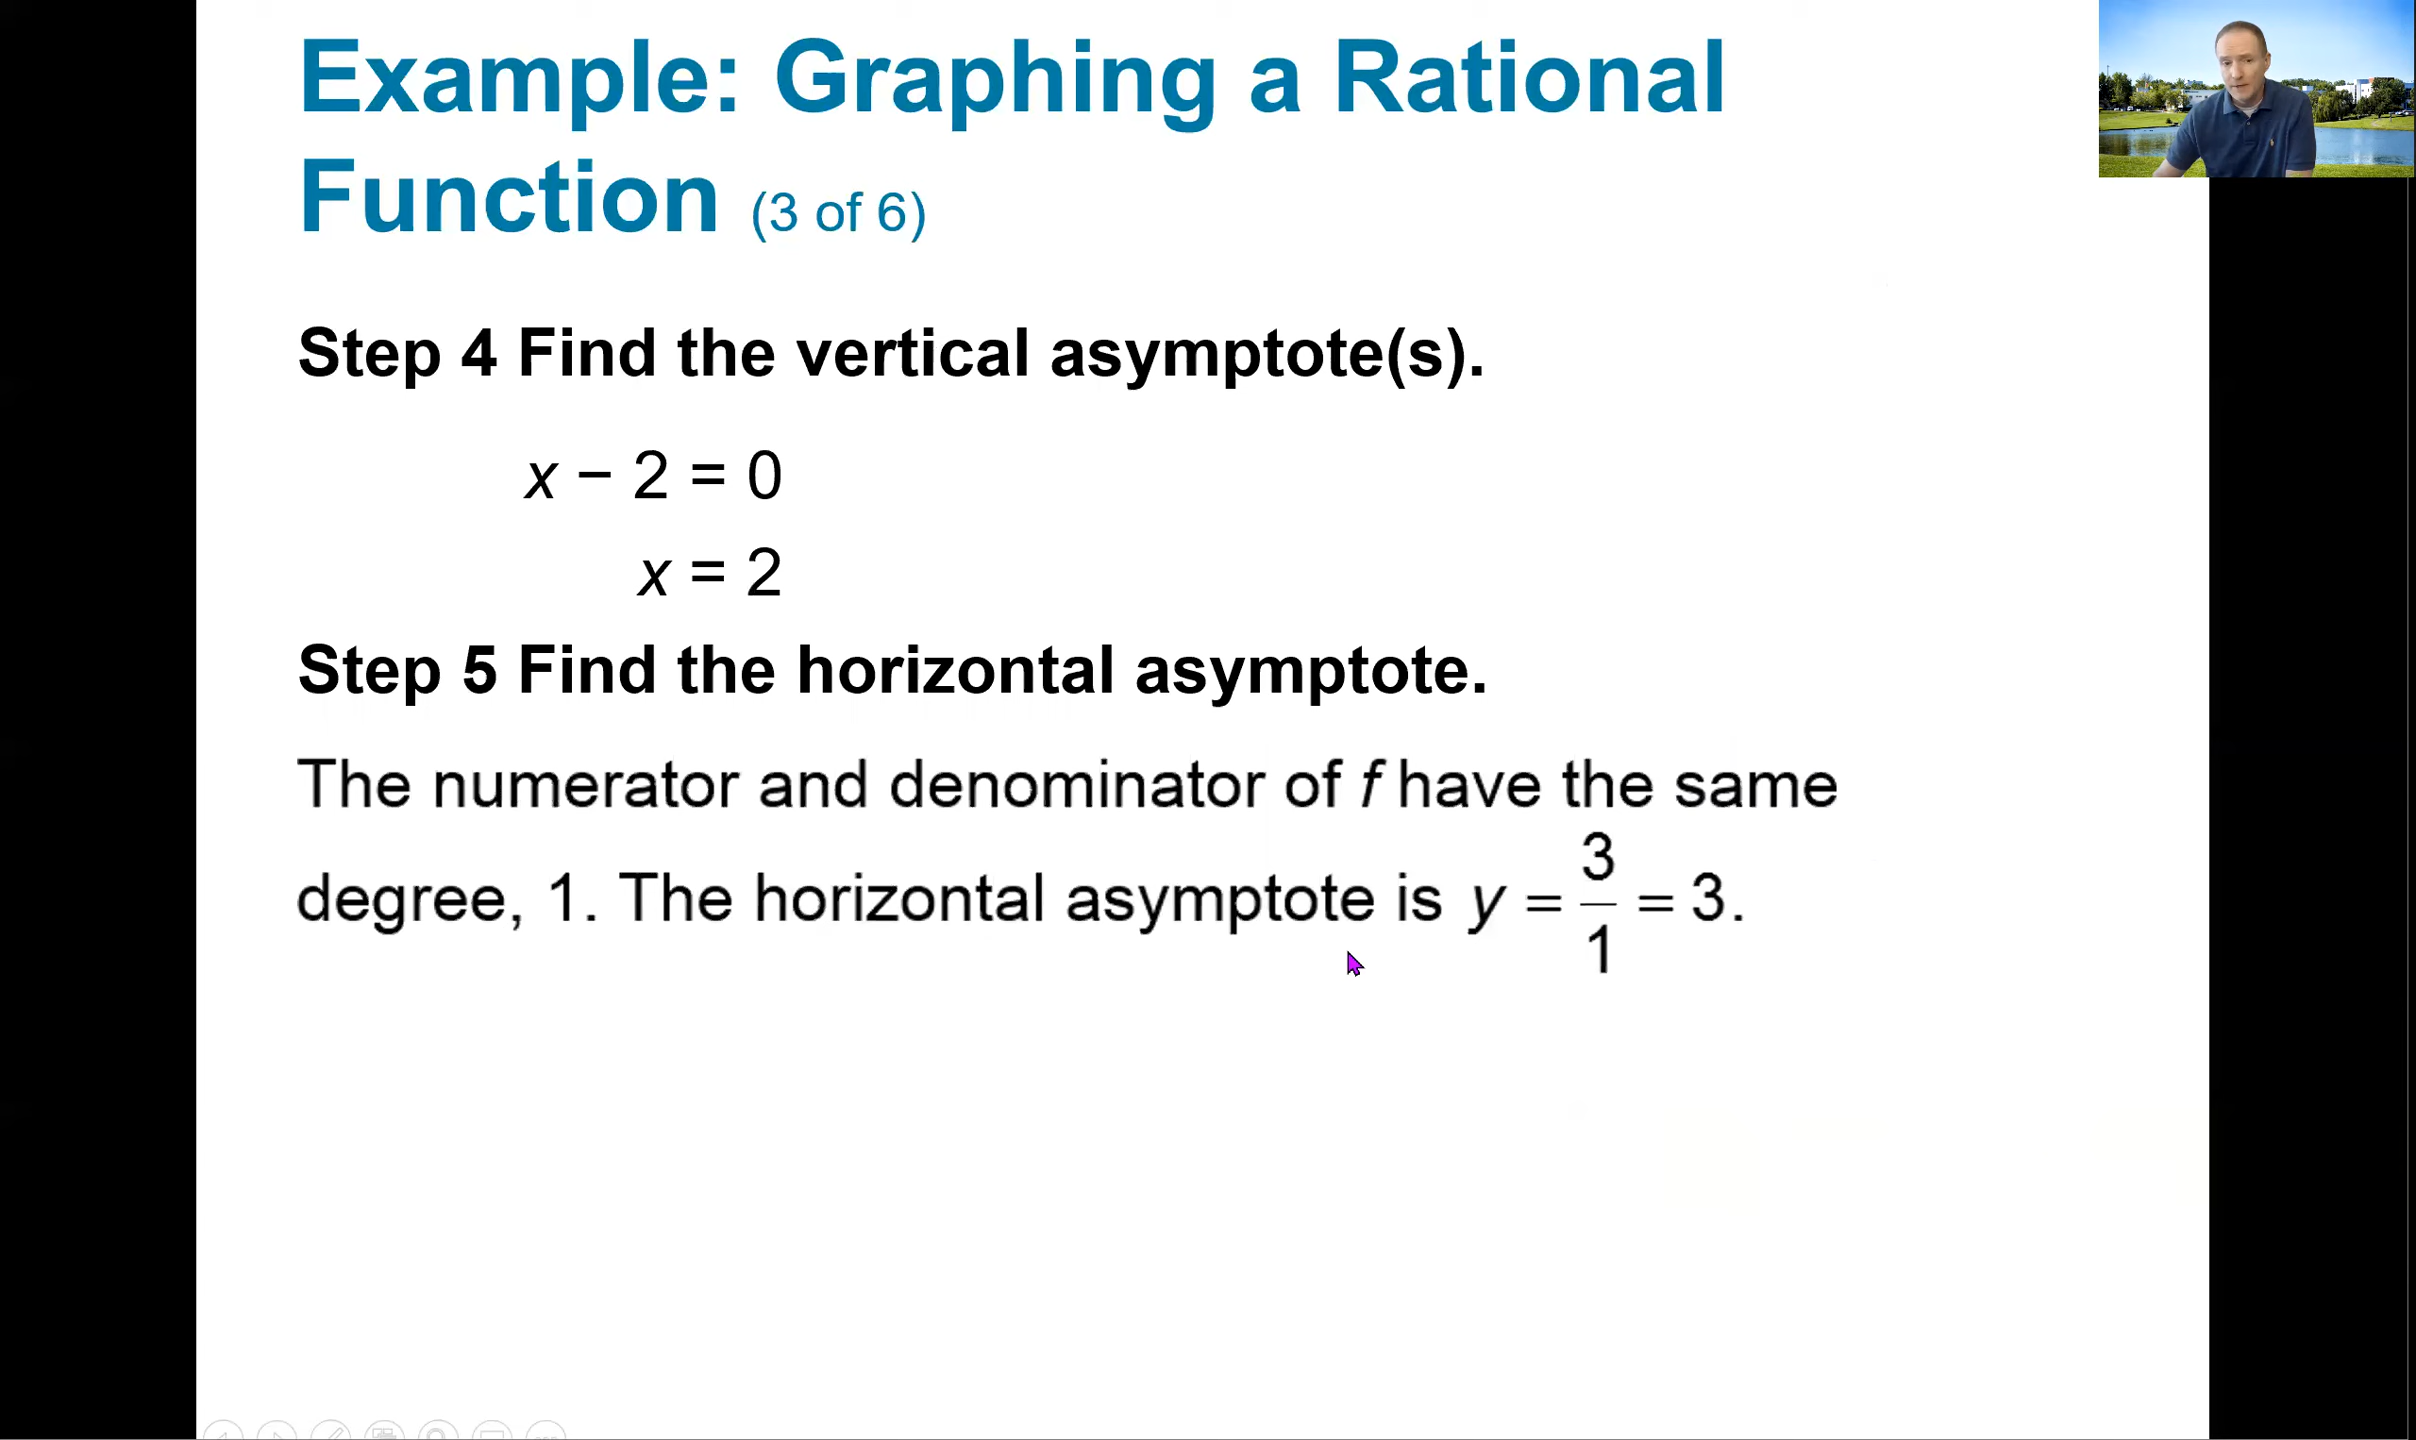 Example: Graphing a Rational
Function (3 of 6)
Step 4 Find the vertical asymptote(s).
x − 2 = 0
x = 2
Step 5 Find the horizontal asymptote.
The numerator and denominator of f have the same
degree, 1. The horizontal asymptote is y = 3/1 = 3.